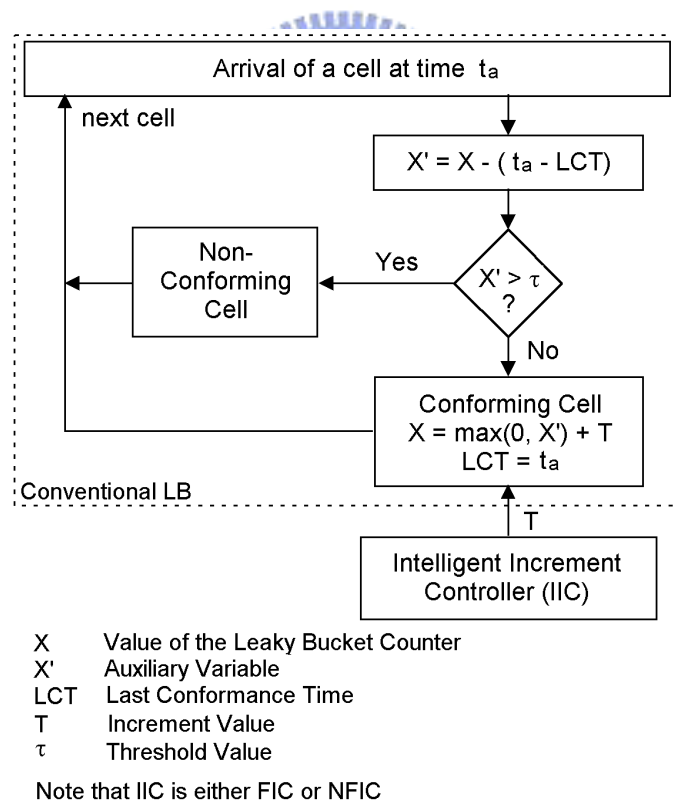 Arrival of a cell at time ta
next cell
X' = X - ( ta - LCT)
Non-
Conforming
Cell
Yes
X' > τ
?
No
Conforming Cell
X = max(0, X') + T
LCT = ta
Conventional LB
T
Intelligent Increment
Controller (IIC)
X Value of the Leaky Bucket Counter
X' Auxiliary Variable
LCT Last Conformance Time
T Increment Value
τ Threshold Value
Note that IIC is either FIC or NFIC